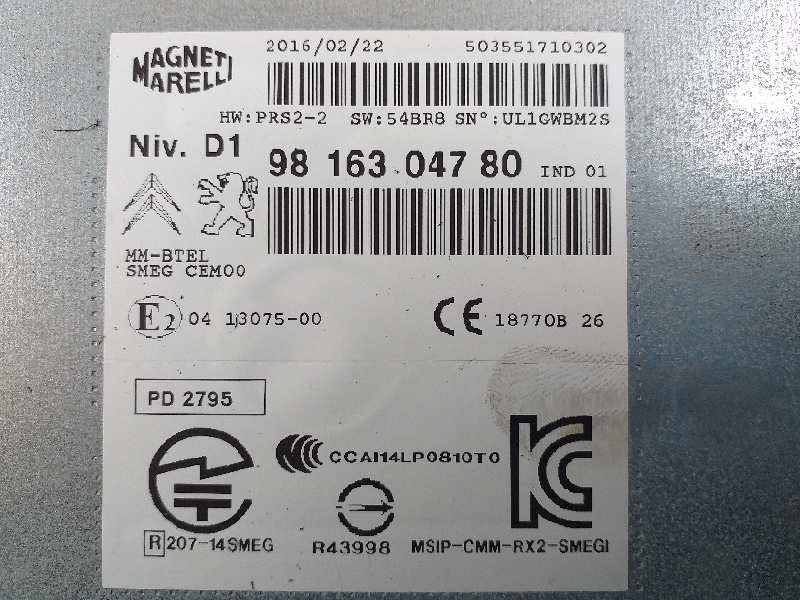 MAGNETI
MARELLI
2016/02/22 503551710302
HW:PRS2-2 SW:54BR8 SN°:UL1GWBM2S
Niv. D1 98 163 047 80 IND 01
MM-BTEL
SMEG CEM00
E2 04 13075-00 CE 18770B 26
PD 2795
CCAI14LP0810T0
R 207-14SMEG R43998 MSIP-CMM-RX2-SMEGI